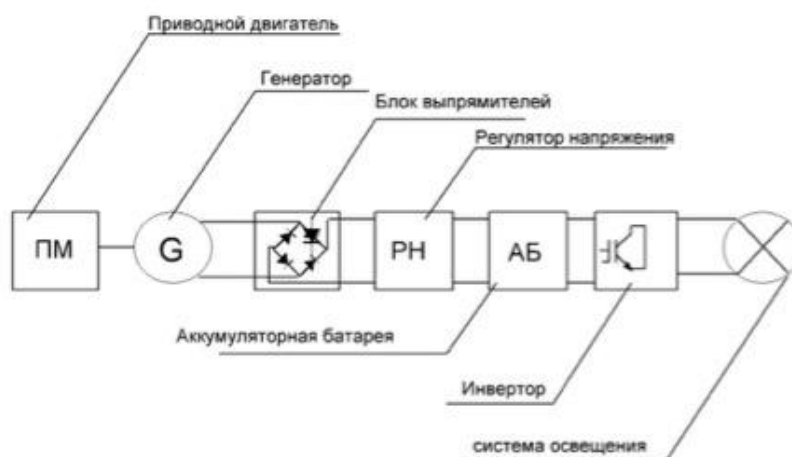 Приводной двигатель
Генератор
Блок выпрямителей
Регулятор напряжения
ПМ
G
РН
АБ
Аккумуляторная батарея
Инвертор
система освещения